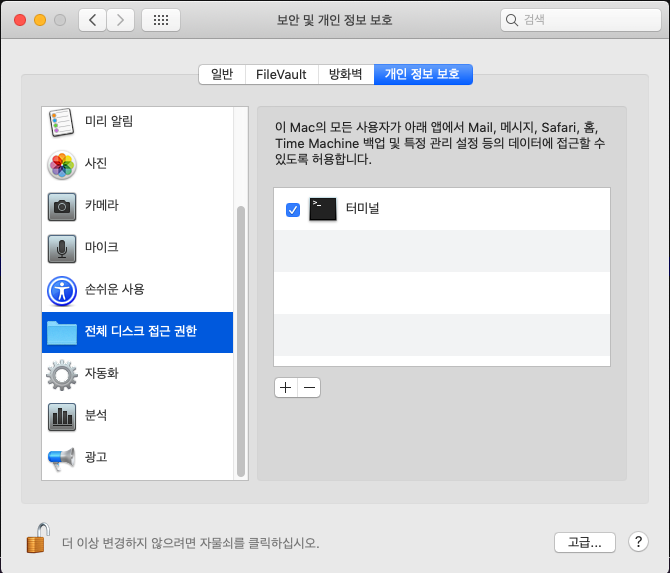 보안 및 개인 정보 보호
검색
일반
FileVault
방화벽
개인 정보 보호
미리 알림
사진
카메라
마이크
손쉬운 사용
전체 디스크 접근 권한
자동화
분석
광고
이 Mac의 모든 사용자가 아래 앱에서 Mail, 메시지, Safari, 홈,
Time Machine 백업 및 특정 관리 설정 등의 데이터에 접근할 수
있도록 허용합니다.
터미널
더 이상 변경하지 않으려면 자물쇠를 클릭하십시오.
고급...
?